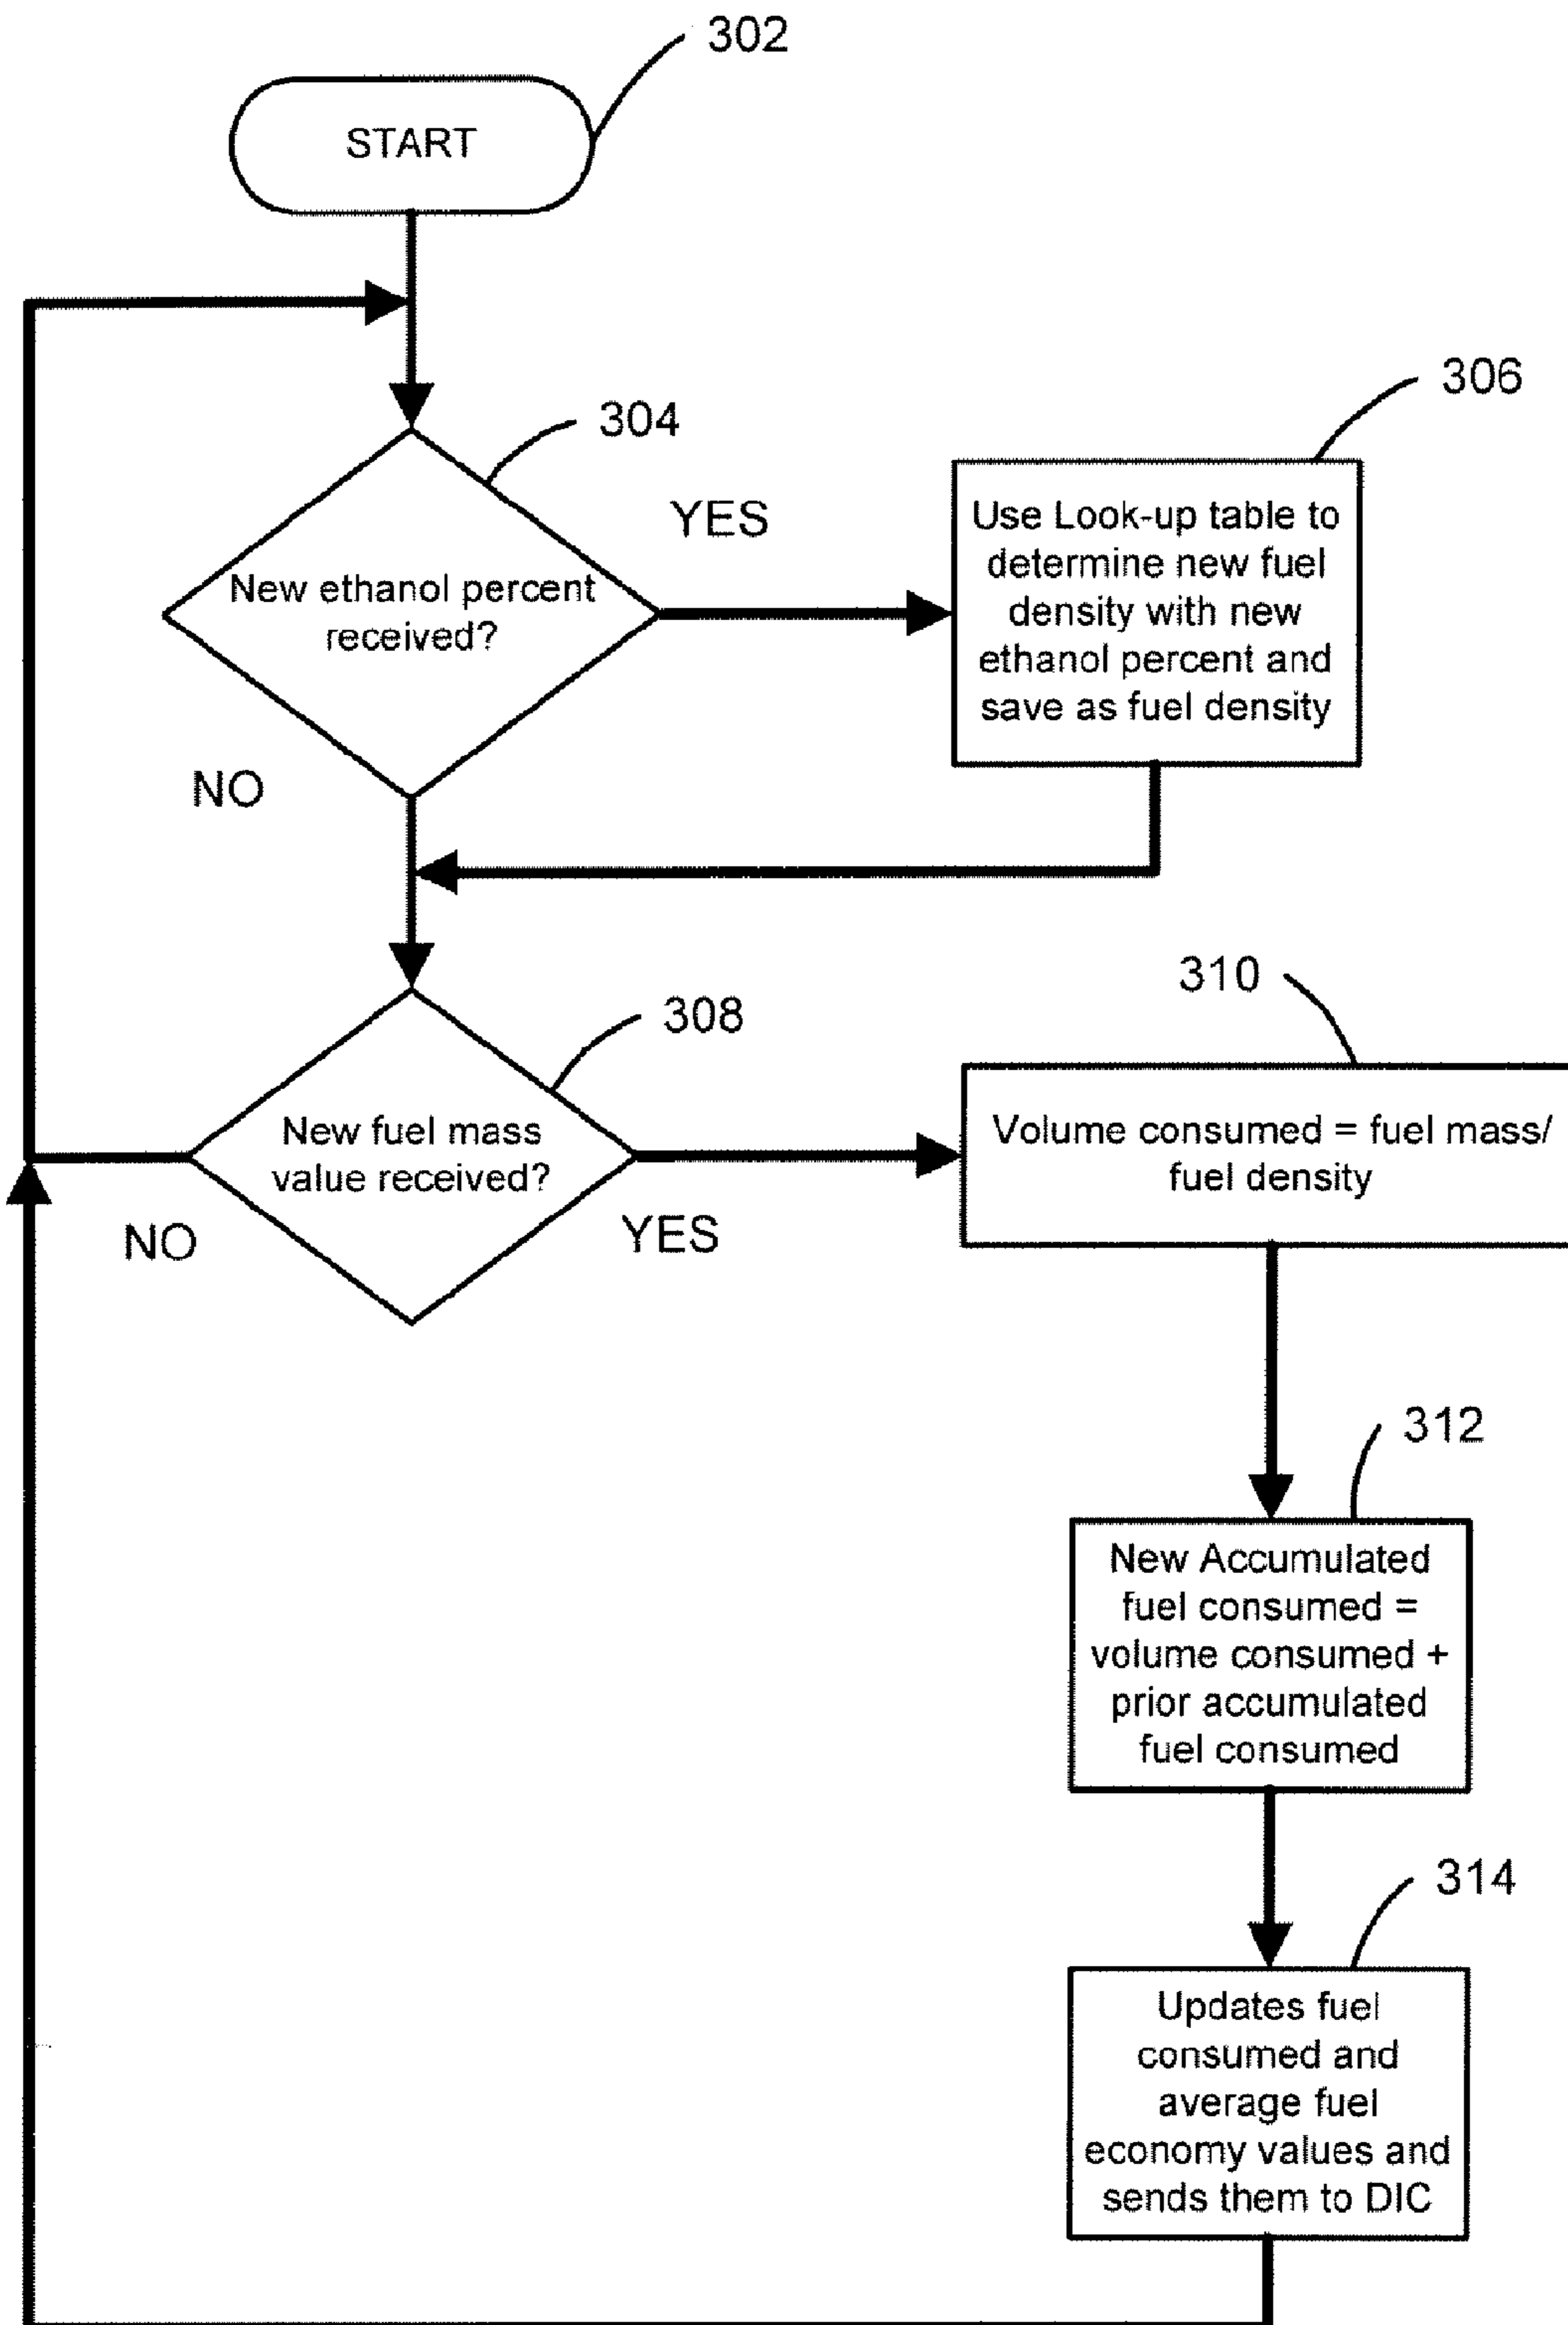 302
START
304
306
YES
New ethanol percent
received?
Use Look-up table to
determine new fuel
density with new
ethanol percent and
save as fuel density
NO
310
308
New fuel mass
value received?
Volume consumed = fuel mass/
fuel density
NO
YES
312
New Accumulated
fuel consumed =
volume consumed +
prior accumulated
fuel consumed
314
Updates fuel
consumed and
average fuel
economy values and
sends them to DIC